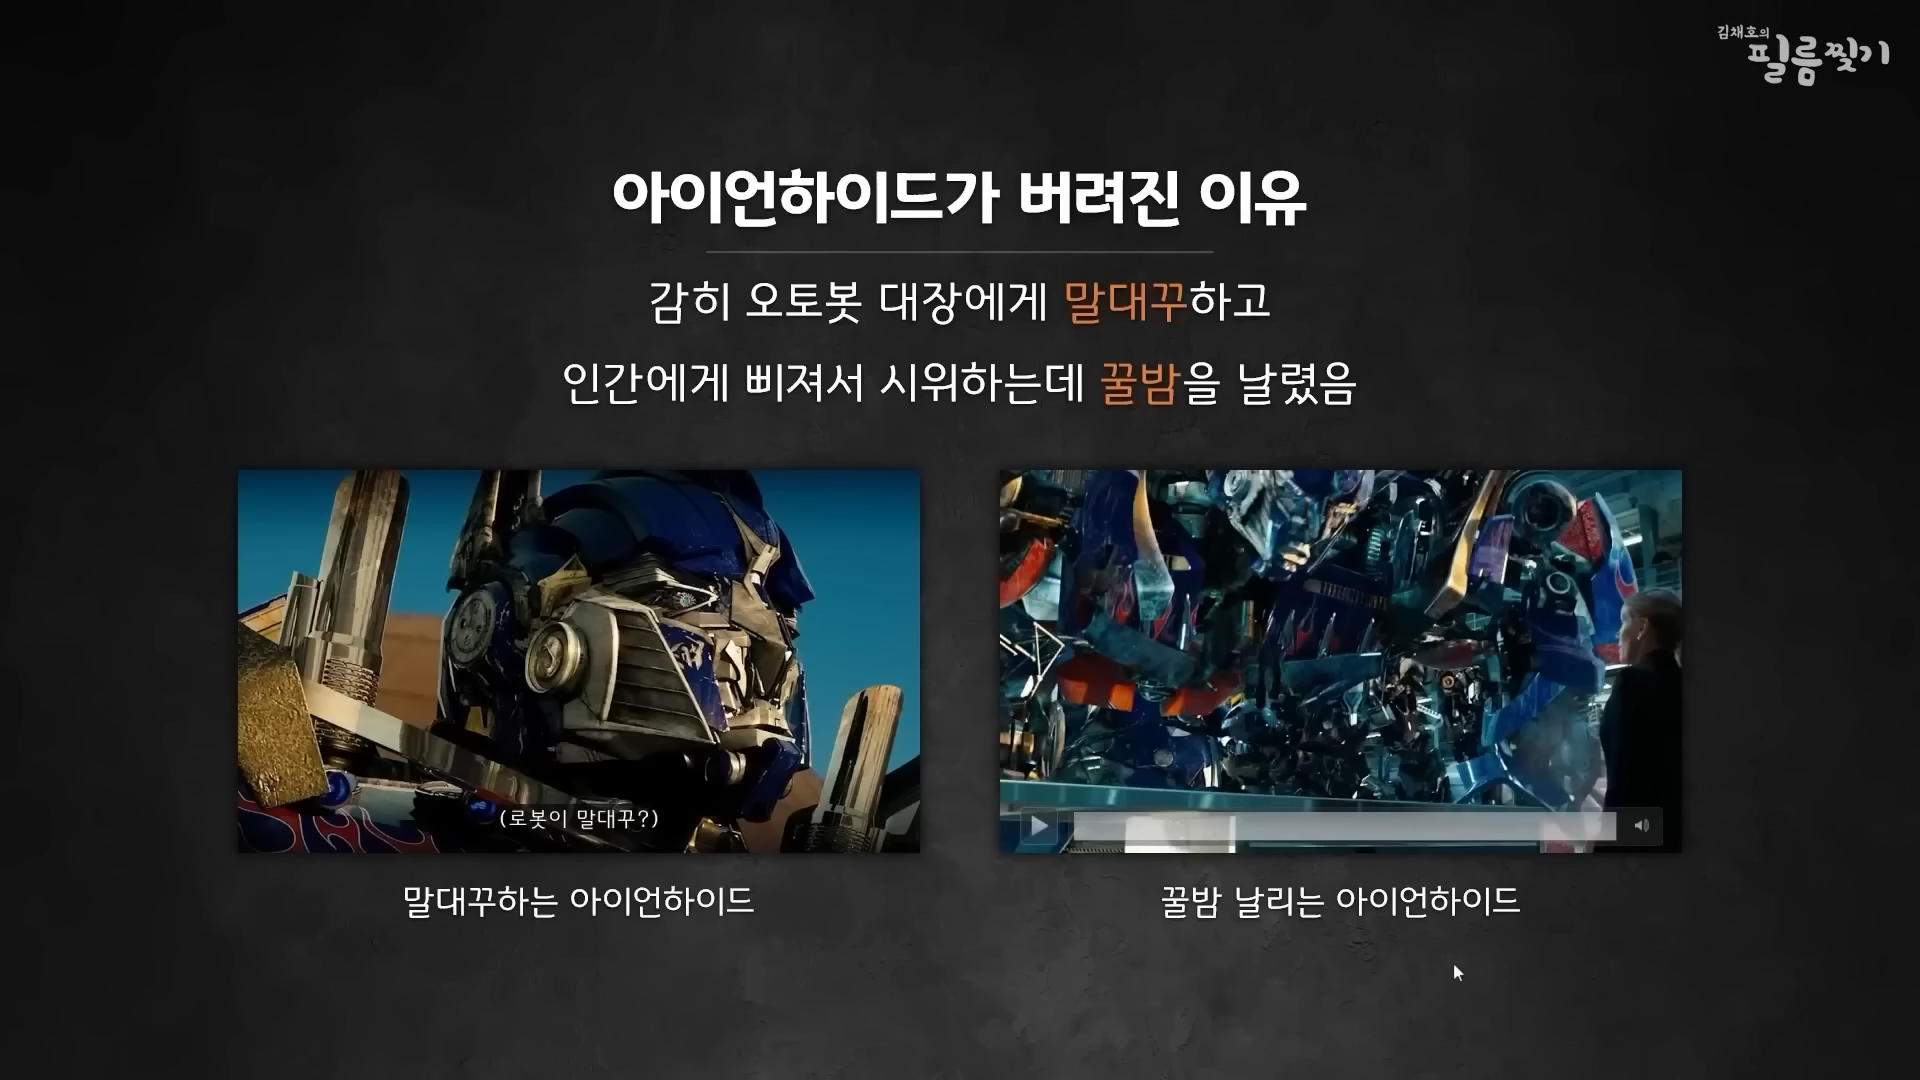 김채호의
필름찢기
아이언하이드가 버려진 이유
감히 오토봇 대장에게 말대꾸하고
인간에게 삐져서 시위하는데 꿀밤을 날렸음
(로봇이 말대꾸?)
말대꾸하는 아이언하이드
꿀밤 날리는 아이언하이드